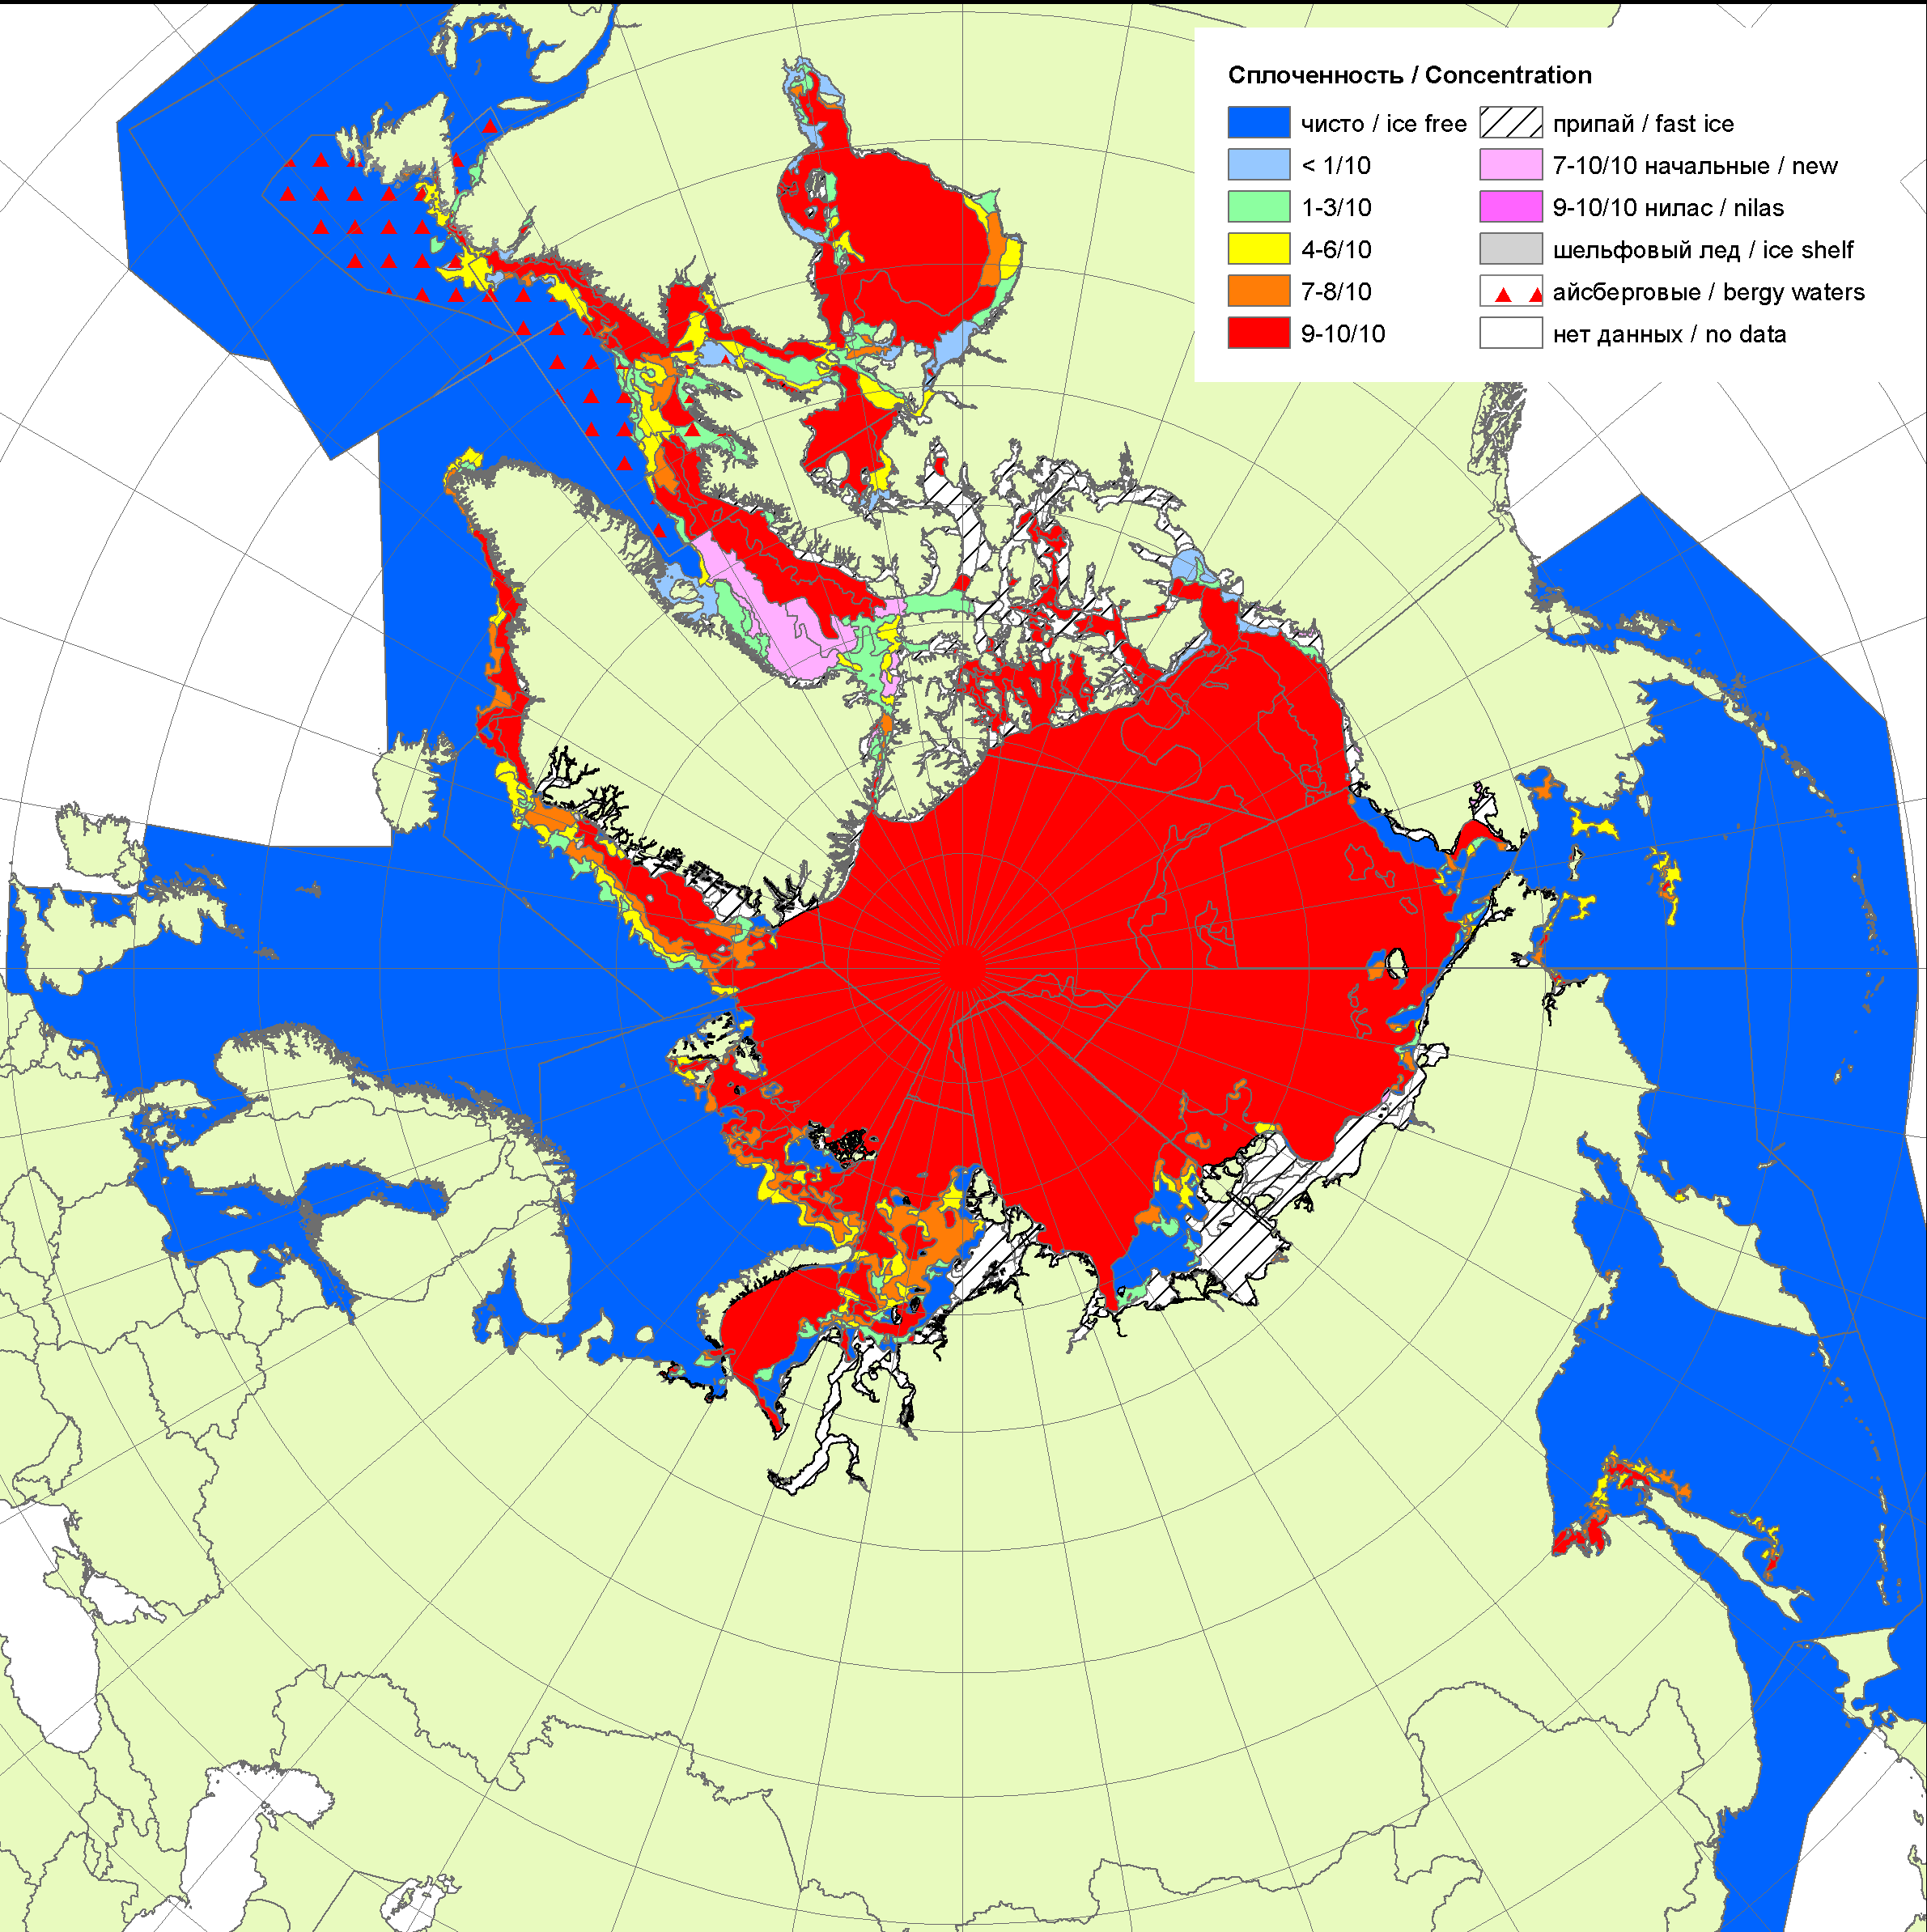 Сплоченность / Concentration
чисто / ice free
< 1/10
1-3/10
4-6/10
7-8/10
9-10/10
припай / fast ice
7-10/10 начальные / new
9-10/10 нилас / nilas
шельфовый лед / ice shelf
айсберговые / bergy waters
нет данных / no data